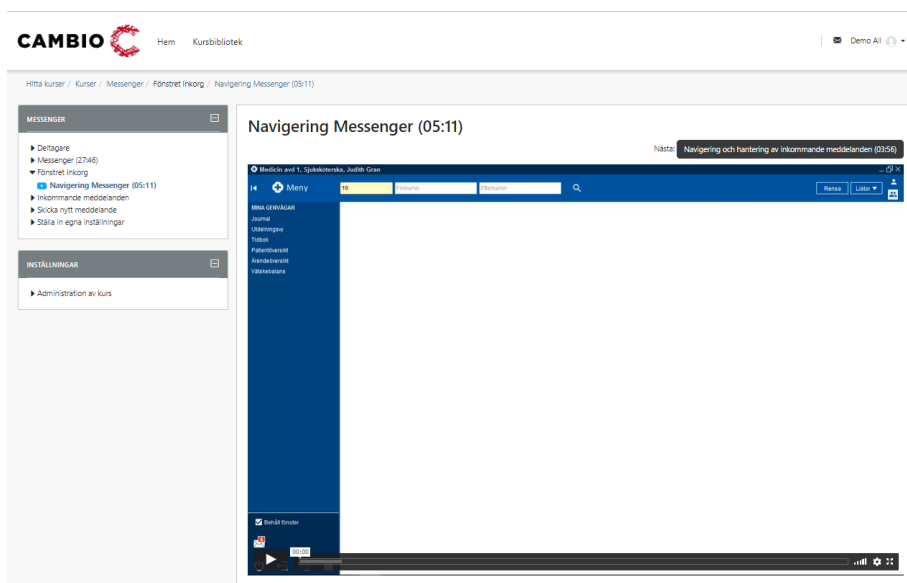 CAMBIO
Hem Kursbibliotek
Demo All
Hitta kurser / Kurser / Messenger / Fönstret Inkorg / Navigering Messenger (05:11)
MESSENGER
Deltagare
Messenger (27:46)
Fönstret Inkorg
Navigering Messenger (05:11)
Inkommande meddelanden
Skicka nytt meddelande
Ställa in egna inställningar
INSTÄLLNINGAR
Administration av kurs
Navigering Messenger (05:11)
Nästa: Navigering och hantering av inkommande meddelanden (03:56)
Medicin avd 1, Sjuksköterska, Judith Gran
Meny 19 Förnamn Efternamn Rensa Listor
MINA GENVÄGAR
Journal
Utdelningsvy
Tidbok
Patientöversikt
Ärendeöversikt
Vätskebalans
Behåll fönster
00:00